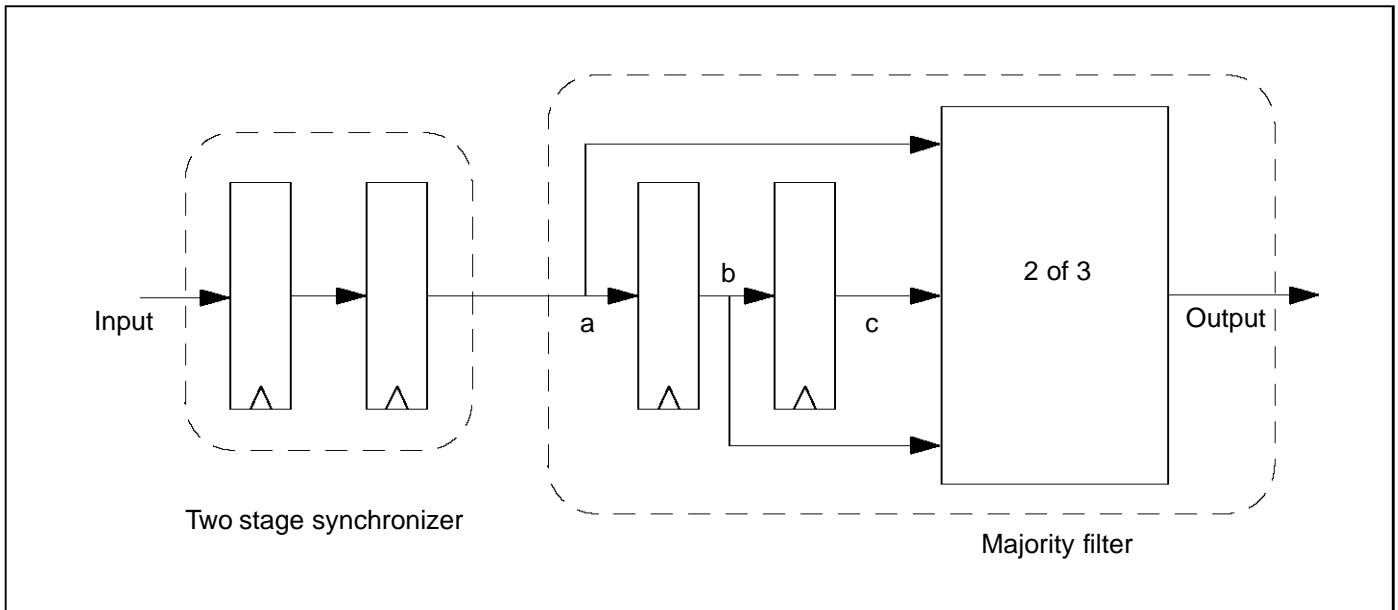 2 of 3
b
Input
a
c
Output
Two stage synchronizer
Majority filter